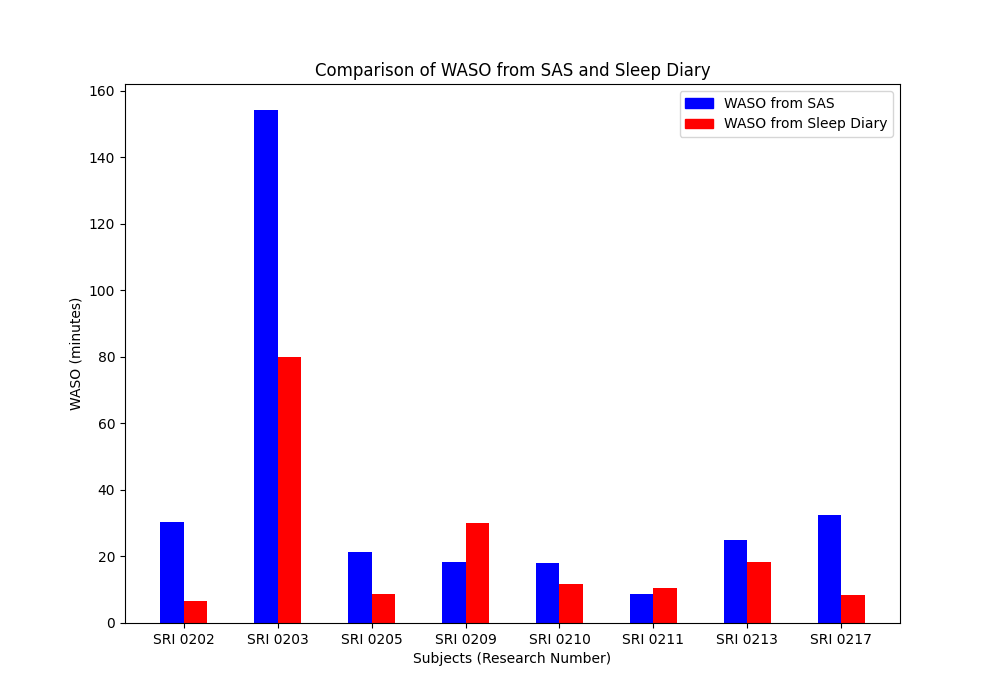 Comparison of WASO from SAS and Sleep Diary
WASO from SAS
WASO from Sleep Diary
WASO (minutes)
160
140
120
100
80
60
40
20
0
SRI 0202 SRI 0203 SRI 0205 SRI 0209 SRI 0210 SRI 0211 SRI 0213 SRI 0217
Subjects (Research Number)